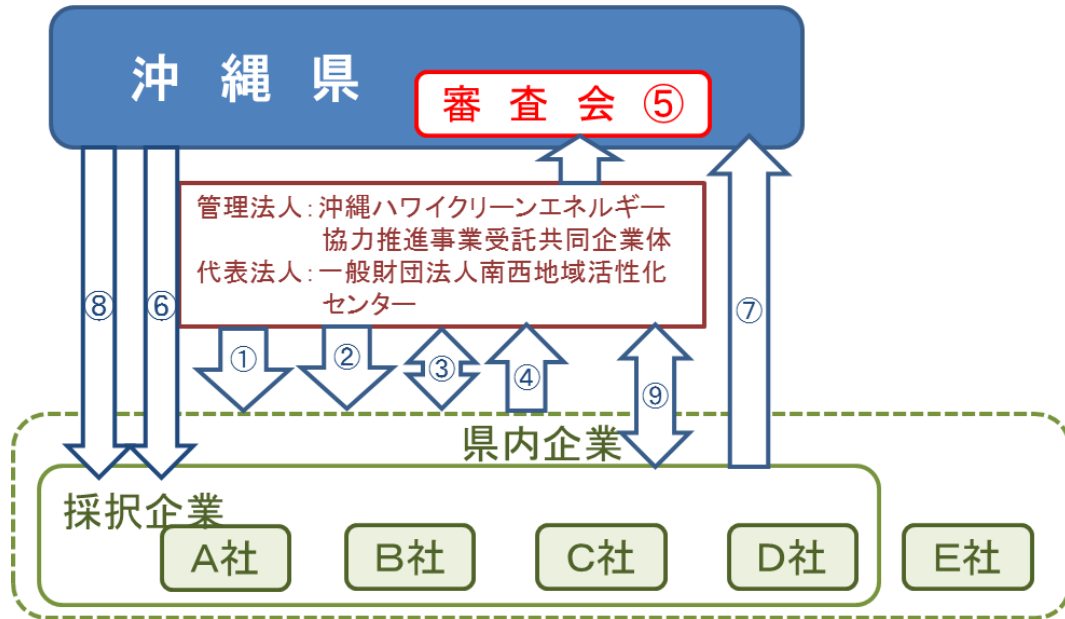 沖 縄 県
審 査 会 ⑤
管理法人：沖縄ハワイクリーンエネルギー
協力推進事業受託共同企業体
代表法人：一般財団法人南西地域活性化
センター
⑧ ⑥ ⑦
① ② ③ ④ ⑨
県内企業
採択企業
A社 B社 C社 D社 E社